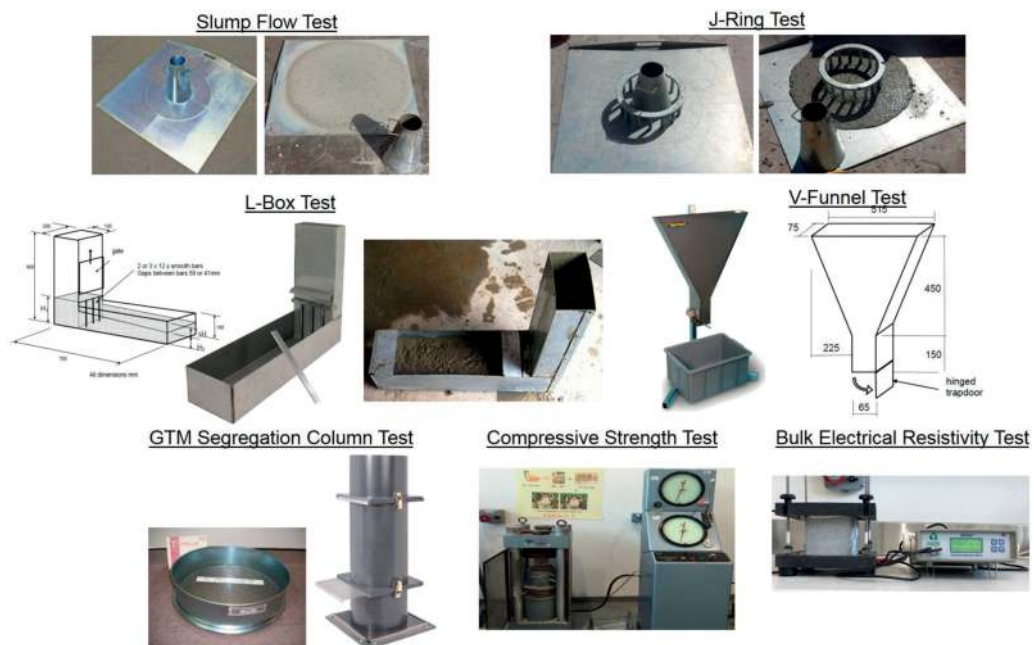 Slump Flow Test
J-Ring Test
L-Box Test
gate
2 or 3 x 12 ⌀ smooth bars
Gaps between bars 59 or 41mm
All dimensions mm
V-Funnel Test
515
75
450
225
150
hinged
trapdoor
65
GTM Segregation Column Test
Compressive Strength Test
Bulk Electrical Resistivity Test